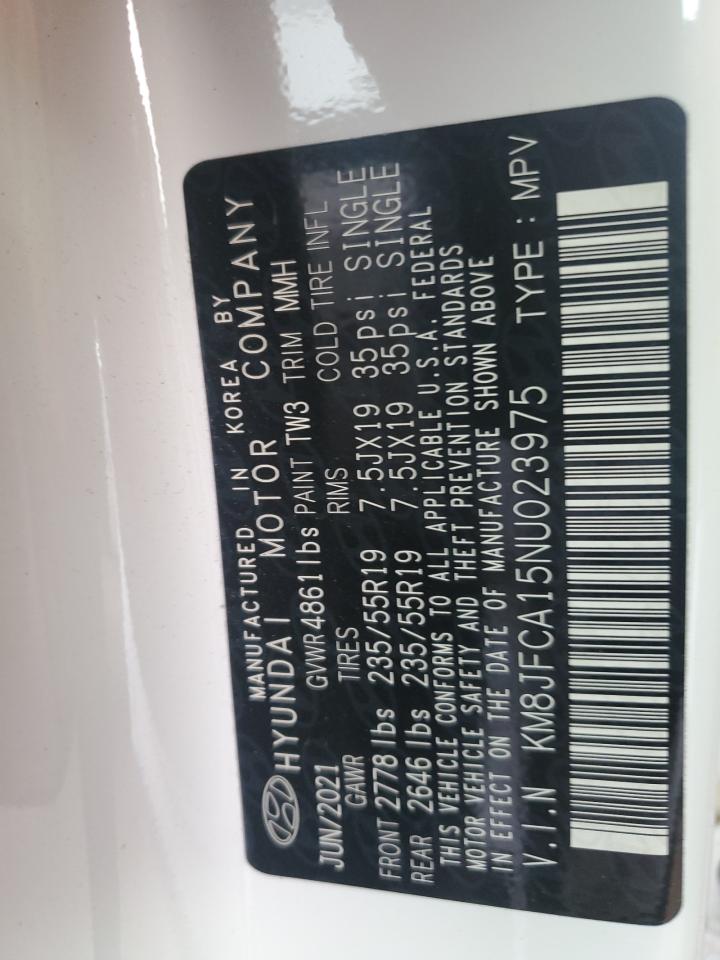 MANUFACTURED IN KOREA BY
HYUNDAI MOTOR COMPANY
JUN/2021 GVWR 4861 lbs PAINT TW3 TRIM MMH
GAWR TIRES RIMS COLD TIRE INFL
FRONT 2778 lbs 235/55R19 7.5JX19 35psi SINGLE
REAR 2646 lbs 235/55R19 7.5JX19 35psi SINGLE
THIS VEHICLE CONFORMS TO ALL APPLICABLE U.S.A. FEDERAL
MOTOR VEHICLE SAFETY AND THEFT PREVENTION STANDARDS
IN EFFECT ON THE DATE OF MANUFACTURE SHOWN ABOVE
V.I.N KM8JFCA15NU023975 TYPE : MPV